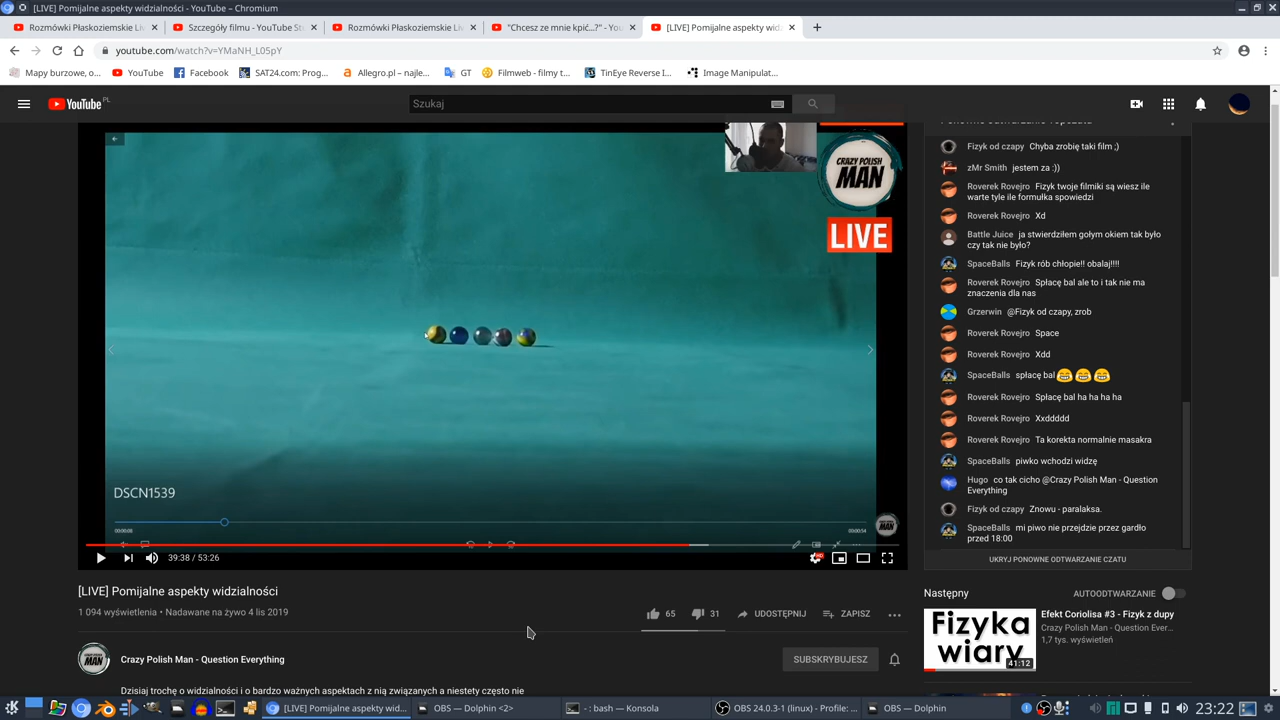 [LIVE] Pomijalne aspekty widzialności - YouTube – Chromium
Rozmówki Płaskoziemskie Li
Szczegóły filmu - YouTube St
Rozmówki Płaskoziemskie Li
"Chcesz ze mnie kpić...?" - You
[LIVE] Pomijalne aspekty wid
youtube.com/watch?v=YMaNH_L05pY
Mapy burzowe, o...
YouTube
Facebook
SAT24.com: Prog...
Allegro.pl – najle...
GT
Filmweb - filmy t...
TinEye Reverse I...
Image Manipulat...
YouTube PL
Szukaj
CRAZY POLISH
MAN
LIVE
DSCN1539
00:00:08
00:00:54
MAN
39:38 / 53:26
HD
Fizyk od czapy Chyba zrobię taki film ;)
zMr Smith jestem za :))
Roverek Rovejro Fizyk twoje filmiki są wiesz ile
warte tyle ile formułka spowiedzi
Roverek Rovejro Xd
Battle Juice ja stwierdziłem gołym okiem tak było
czy tak nie było?
SpaceBalls Fizyk rób chłopie!! obalaj!!!!
Roverek Rovejro Spłacę bal ale to i tak nie ma
znaczenia dla nas
Grzerwin @Fizyk od czapy, zrob
Roverek Rovejro Space
Roverek Rovejro Xdd
SpaceBalls spłacę bal😂😂😂
Roverek Rovejro Spłacę bal ha ha ha ha
Roverek Rovejro Xxddddd
Roverek Rovejro Ta korekta normalnie masakra
SpaceBalls piwko wchodzi widzę
Hugo co tak cicho @Crazy Polish Man - Question
Everything
Fizyk od czapy Znowu - paralaksa.
SpaceBalls mi piwo nie przejdzie przez gardło
przed 18:00
UKRYJ PONOWNE ODTWARZANIE CZATU
[LIVE] Pomijalne aspekty widzialności
1 094 wyświetlenia • Nadawane na żywo 4 lis 2019
65
31
UDOSTĘPNIJ
ZAPISZ
Crazy Polish Man - Question Everything
SUBSKRYBUJESZ
Dzisiaj trochę o widzialności i o bardzo ważnych aspektach z nią związanych a niestety często nie
Następny
AUTOODTWARZANIE
Fizyka
wiary
41:12
Efekt Coriolisa #3 - Fizyk z dupy
Crazy Polish Man - Question Ever...
1,7 tys. wyświetleń
[LIVE] Pomijalne aspekty widzial...
OBS — Dolphin <2>
- : bash — Konsola
OBS 24.0.3-1 (linux) - Profile: ...
OBS — Dolphin
23:22